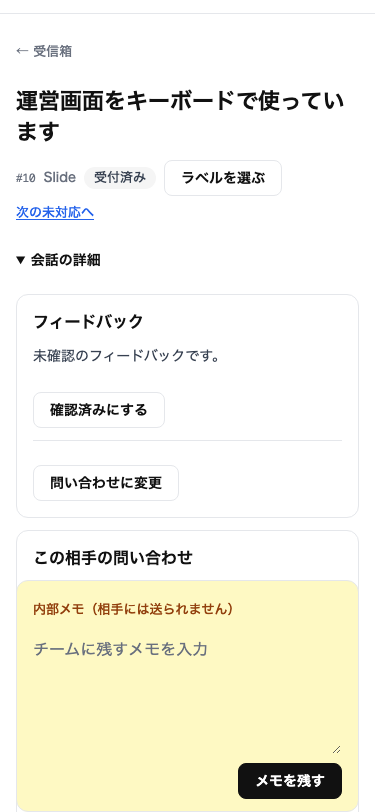 ← 受信箱
運営画面をキーボードで使ってい
ます
#10 Slide 受付済み ラベルを選ぶ
次の未対応へ
▼ 会話の詳細
フィードバック
未確認のフィードバックです。
確認済みにする
問い合わせに変更
この相手の問い合わせ
内部メモ（相手には送られません）
チームに残すメモを入力
メモを残す